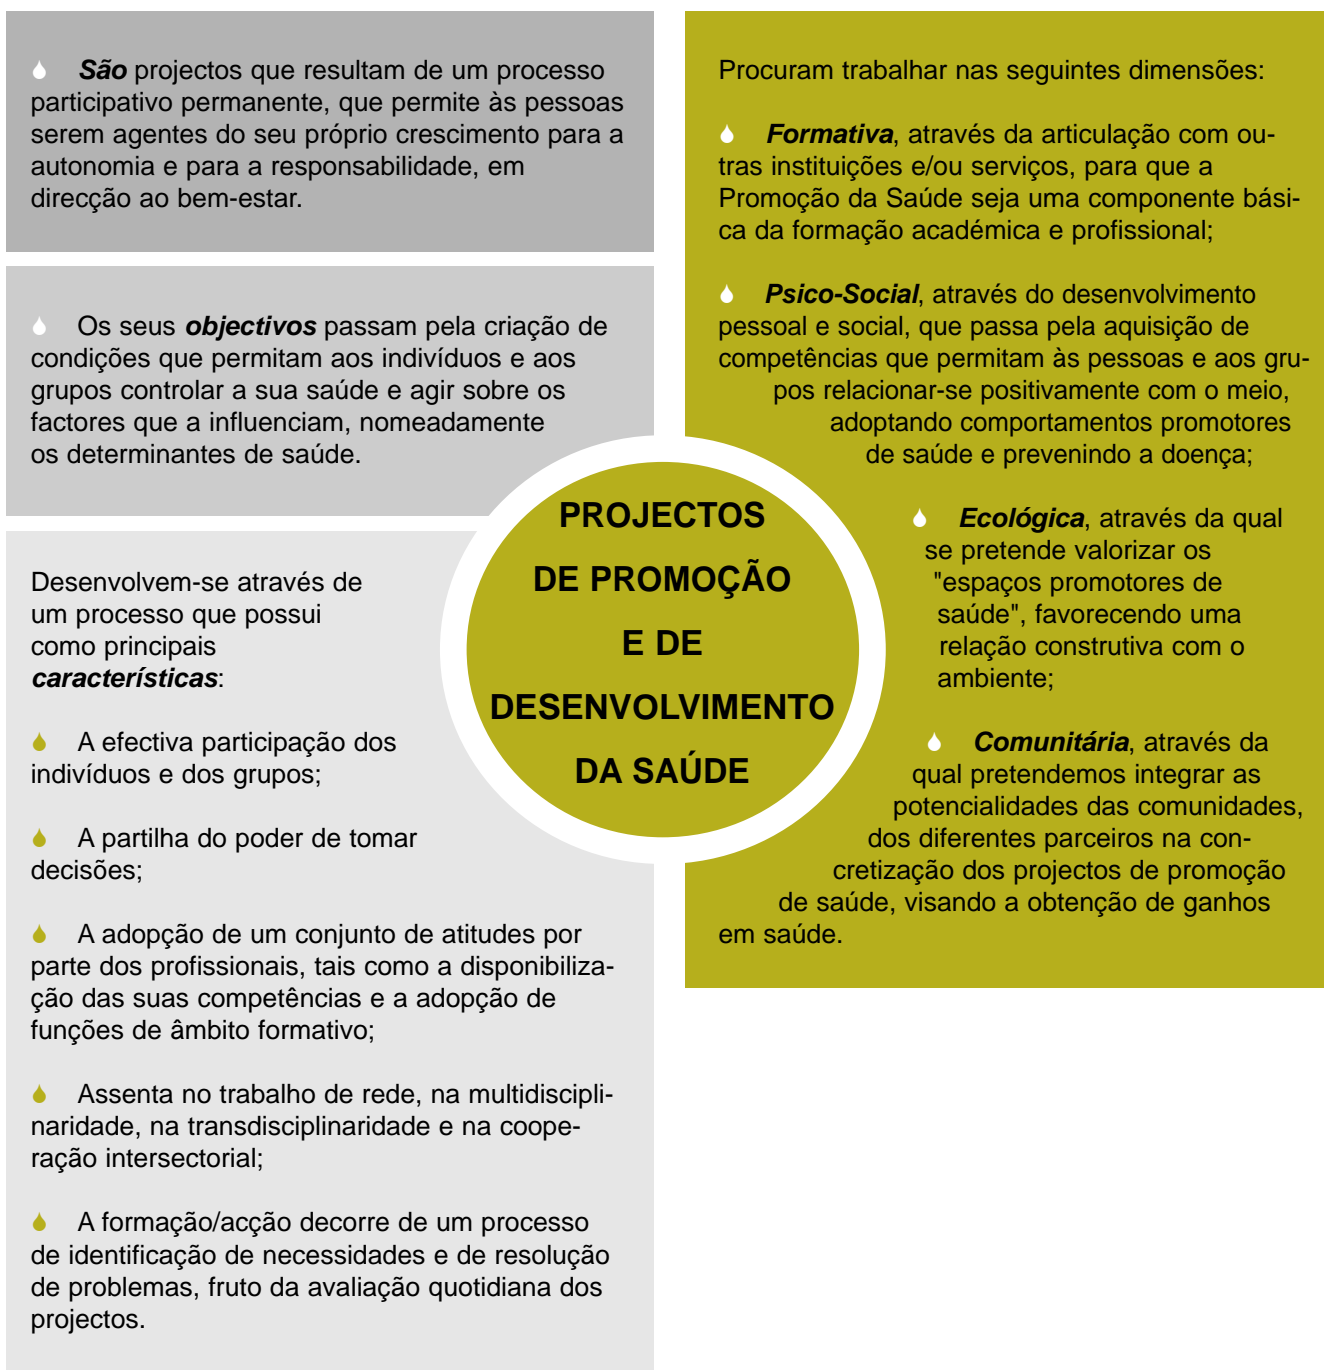 São projectos que resultam de um processo
participativo permanente, que permite às pessoas
serem agentes do seu próprio crescimento para a
autonomia e para a responsabilidade, em
direcção ao bem-estar.
Os seus objectivos passam pela criação de
condições que permitam aos indivíduos e aos
grupos controlar a sua saúde e agir sobre os
factores que a influenciam, nomeadamente
os determinantes de saúde.
Desenvolvem-se através de
um processo que possui
como principais
características:
A efectiva participação dos
indivíduos e dos grupos;
A partilha do poder de tomar
decisões;
A adopção de um conjunto de atitudes por
parte dos profissionais, tais como a disponibiliza-
ção das suas competências e a adopção de
funções de âmbito formativo;
Assenta no trabalho de rede, na multidiscipli-
naridade, na transdisciplinaridade e na coope-
ração intersectorial;
A formação/acção decorre de um processo
de identificação de necessidades e de resolução
de problemas, fruto da avaliação quotidiana dos
projectos.
PROJECTOS
DE PROMOÇÃO
E DE
DESENVOLVIMENTO
DA SAÚDE
Procuram trabalhar nas seguintes dimensões:
Formativa, através da articulação com ou-
tras instituições e/ou serviços, para que a
Promoção da Saúde seja uma componente bási-
ca da formação académica e profissional;
Psico-Social, através do desenvolvimento
pessoal e social, que passa pela aquisição de
competências que permitam às pessoas e aos gru-
pos relacionar-se positivamente com o meio,
adoptando comportamentos promotores
de saúde e prevenindo a doença;
Ecológica, através da qual
se pretende valorizar os
"espaços promotores de
saúde", favorecendo uma
relação construtiva com o
ambiente;
Comunitária, através da
qual pretendemos integrar as
potencialidades das comunidades,
dos diferentes parceiros na con-
cretização dos projectos de promoção
de saúde, visando a obtenção de ganhos
em saúde.